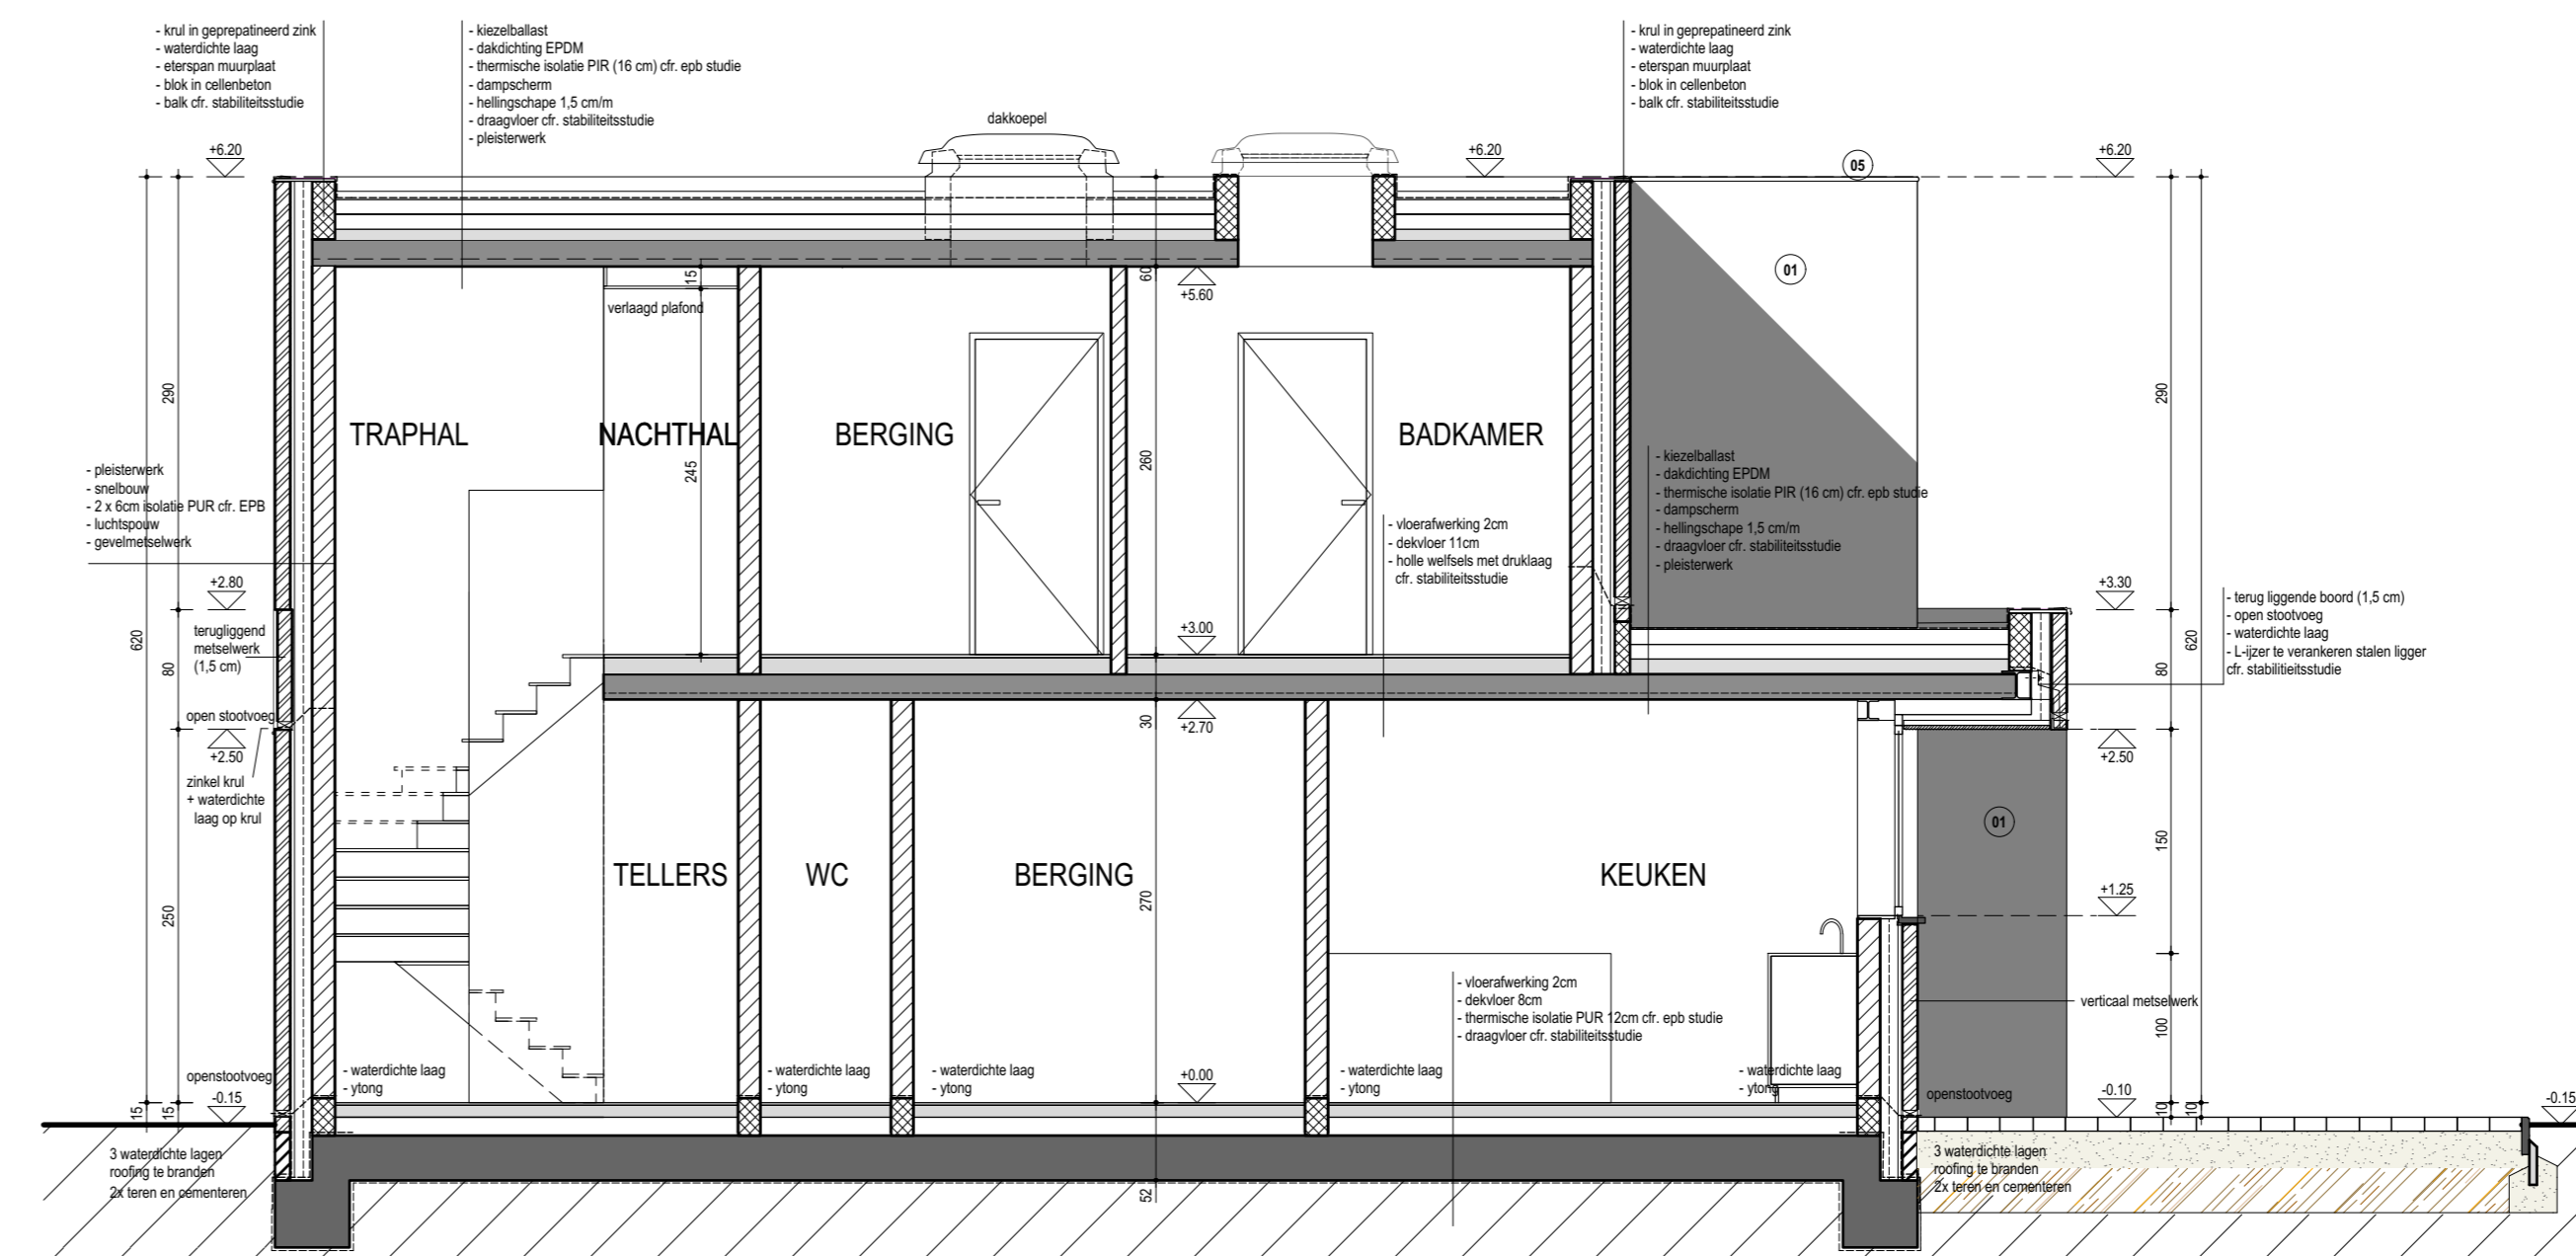 - krul in geprepatineerd zink
- waterdichte laag
- eterspan muurplaat
- blok in cellenbeton
- balk cfr. stabiliteitsstudie
- kiezelballast
- dakdichting EPDM
- thermische isolatie PIR (16 cm) cfr. epb studie
- dampscherm
- hellingschape 1,5 cm/m
- draagvloer cfr. stabiliteitsstudie
- pleisterwerk
dakkoepel
- krul in geprepatineerd zink
- waterdichte laag
- eterspan muurplaat
- blok in cellenbeton
- balk cfr. stabiliteitsstudie
+6.20
+6.20
05
+6.20
01
15
60
+5.60
verlaagd plafond
290
290
TRAPHAL
NACHTHAL
BERGING
BADKAMER
245
260
- pleisterwerk
- snelbouw
- 2 x 6cm isolatie PUR cfr. EPB
- luchtspouw
- gevelmetselwerk
- kiezelballast
- dakdichting EPDM
- thermische isolatie PIR (16 cm) cfr. epb studie
- dampscherm
- hellingschape 1,5 cm/m
- draagvloer cfr. stabiliteitsstudie
- pleisterwerk
- vloerafwerking 2cm
- dekvloer 11cm
- holle welfsels met druklaag
cfr. stabiliteitsstudie
+2.80
+3.30
- terug liggende boord (1,5 cm)
- open stootvoeg
- waterdichte laag
- L-ijzer te verankeren stalen ligger
cfr. stabilitieitsstudie
620
80
terugliggend
metselwerk
(1,5 cm)
+3.00
620
80
open stootvoeg
+2.50
30
+2.70
+2.50
zinkel krul
+ waterdichte
laag op krul
01
150
TELLERS
WC
BERGING
KEUKEN
250
270
+1.25
- vloerafwerking 2cm
- dekvloer 8cm
- thermische isolatie PUR 12cm cfr. epb studie
- draagvloer cfr. stabiliteitsstudie
verticaal metselwerk
100
openstootvoeg
- waterdichte laag
- ytong
- waterdichte laag
- ytong
- waterdichte laag
- ytong
+0.00
- waterdichte laag
- ytong
- waterdichte laag
- ytong
openstootvoeg
15
15
-0.15
-0.10
10
10
-0.15
3 waterdichte lagen
roofing te branden
2x teren en cementeren
52
3 waterdichte lagen
roofing te branden
2x teren en cementeren